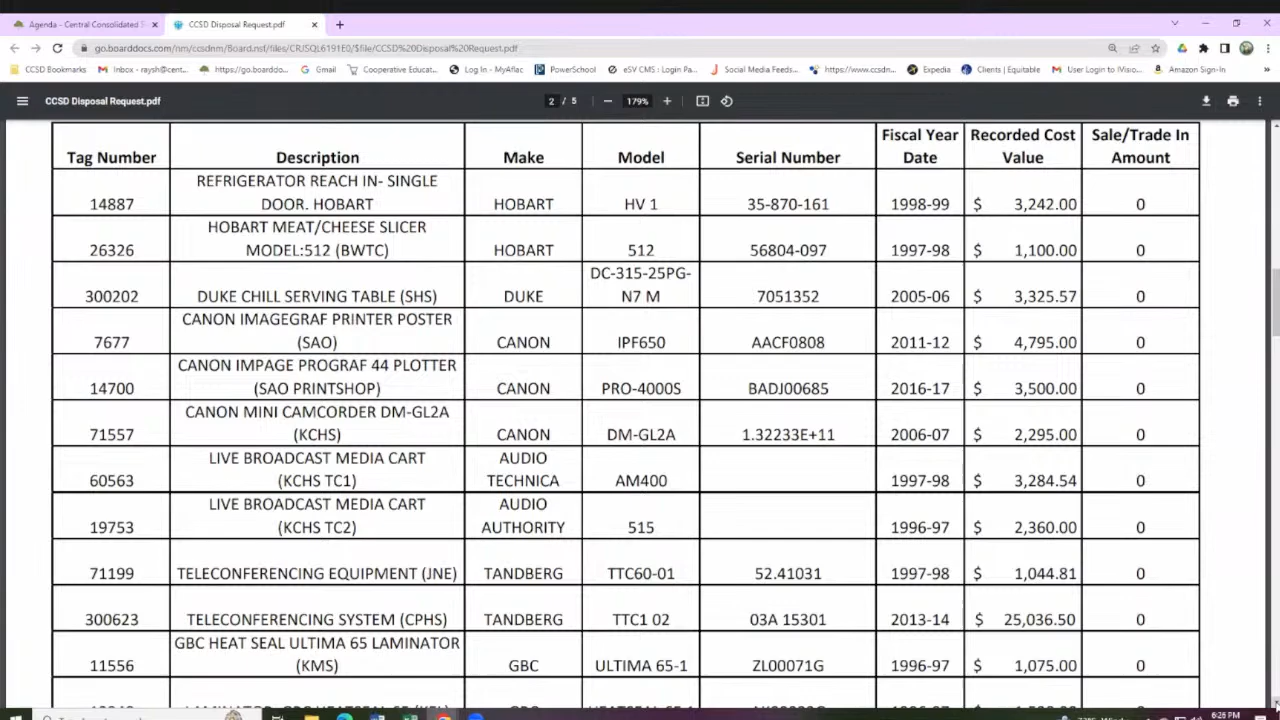 Agenda - Central Consolidated S
CCSD Disposal Request.pdf
go.boarddocs.com/nm/ccsdnm/Board.nsf/files/CRJSQL6191E0/$file/CCSD%20Disposal%20Request.pdf
CCSD Bookmarks
Inbox - raysh@cent...
https://go.boarddo...
Gmail
Cooperative Educat...
Log In - MyAflac
PowerSchool
eSV CMS : Login Pa...
Social Media Feeds...
https://www.ccsdn...
Expedia
Clients | Equitable
User Login to IVisio...
Amazon Sign-In
»
CCSD Disposal Request.pdf
2 / 5
179%
Tag Number Description Make Model Serial Number Fiscal Year Date Recorded Cost Value Sale/Trade In Amount
14887 REFRIGERATOR REACH IN- SINGLE DOOR. HOBART HOBART HV 1 35-870-161 1998-99 $ 3,242.00 0
26326 HOBART MEAT/CHEESE SLICER MODEL:512 (BWTC) HOBART 512 56804-097 1997-98 $ 1,100.00 0
300202 DUKE CHILL SERVING TABLE (SHS) DUKE DC-315-25PG-N7 M 7051352 2005-06 $ 3,325.57 0
7677 CANON IMAGEGRAF PRINTER POSTER (SAO) CANON IPF650 AACF0808 2011-12 $ 4,795.00 0
14700 CANON IMPAGE PROGRAF 44 PLOTTER (SAO PRINTSHOP) CANON PRO-4000S BADJ00685 2016-17 $ 3,500.00 0
71557 CANON MINI CAMCORDER DM-GL2A (KCHS) CANON DM-GL2A 1.32233E+11 2006-07 $ 2,295.00 0
60563 LIVE BROADCAST MEDIA CART (KCHS TC1) AUDIO TECHNICA AM400 1997-98 $ 3,284.54 0
19753 LIVE BROADCAST MEDIA CART (KCHS TC2) AUDIO AUTHORITY 515 1996-97 $ 2,360.00 0
71199 TELECONFERENCING EQUIPMENT (JNE) TANDBERG TTC60-01 52.41031 1997-98 $ 1,044.81 0
300623 TELECONFERENCING SYSTEM (CPHS) TANDBERG TTC1 02 03A 15301 2013-14 $ 25,036.50 0
11556 GBC HEAT SEAL ULTIMA 65 LAMINATOR (KMS) GBC ULTIMA 65-1 ZL00071G 1996-97 $ 1,075.00 0
6:26 PM